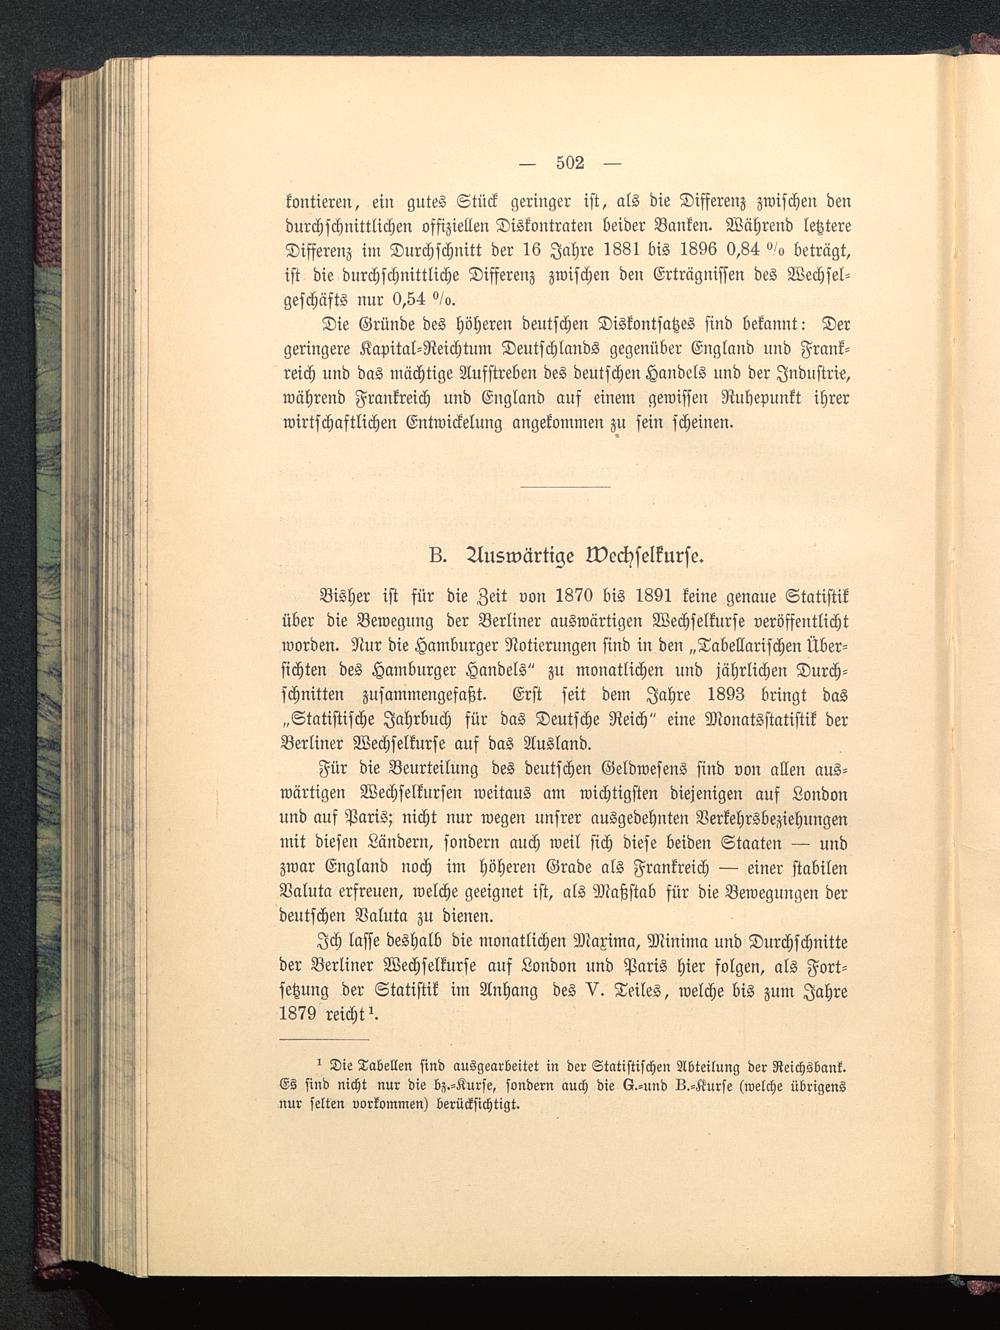 — 502 —
kontieren, ein gutes Stück geringer ist, als die Differenz zwischen den
durchschnittlichen offiziellen Diskontraten beider Banken. Während letztere
Differenz im Durchschnitt der 16 Jahre 1881 bis 1896 0,84 % beträgt,
ist die durchschnittliche Differenz zwischen den Erträgnissen des Wechsel-
geschäfts nur 0,54 %.
Die Gründe des höheren deutschen Diskontsatzes sind bekannt: Der
geringere Kapital-Reichtum Deutschlands gegenüber England und Frank-
reich und das mächtige Aufstreben des deutschen Handels und der Industrie,
während Frankreich und England auf einem gewissen Ruhepunkt ihrer
wirtschaftlichen Entwickelung angekommen zu sein scheinen.
B. Auswärtige Wechselkurse.
Bisher ist für die Zeit von 1870 bis 1891 keine genaue Statistik
über die Bewegung der Berliner auswärtigen Wechselkurse veröffentlicht
worden. Nur die Hamburger Notierungen sind in den „Tabellarischen Über-
sichten des Hamburger Handels" zu monatlichen und jährlichen Durch-
schnitten zusammengefaßt. Erst seit dem Jahre 1893 bringt das
„Statistische Jahrbuch für das Deutsche Reich" eine Monatsstatistik der
Berliner Wechselkurse auf das Ausland.
Für die Beurteilung des deutschen Geldwesens sind von allen aus-
wärtigen Wechselkursen weitaus am wichtigsten diejenigen auf London
und auf Paris; nicht nur wegen unsrer ausgedehnten Verkehrsbeziehungen
mit diesen Ländern, sondern auch weil sich diese beiden Staaten — und
zwar England noch im höheren Grade als Frankreich — einer stabilen
Valuta erfreuen, welche geeignet ist, als Maßstab für die Bewegungen der
deutschen Valuta zu dienen.
Ich lasse deshalb die monatlichen Maxima, Minima und Durchschnitte
der Berliner Wechselkurse auf London und Paris hier folgen, als Fort-
setzung der Statistik im Anhang des V. Teiles, welche bis zum Jahre
1879 reicht¹.
¹ Die Tabellen sind ausgearbeitet in der Statistischen Abteilung der Reichsbank.
Es sind nicht nur die bz.-Kurse, sondern auch die G.-und B.-Kurse (welche übrigens
nur selten vorkommen) berücksichtigt.